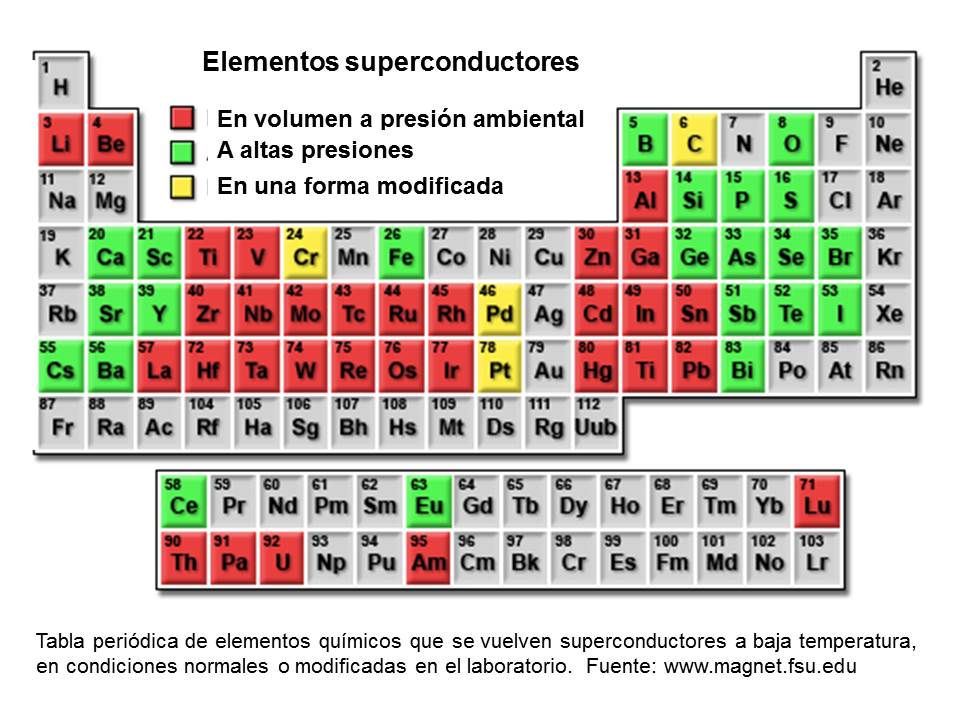 Elementos superconductores
En volumen a presión ambiental
A altas presiones
En una forma modificada
1 2
H He
3 4 5 6 7 8 9 10
Li Be B C N O F Ne
11 12 13 14 15 16 17 18
Na Mg Al Si P S Cl Ar
19 20 21 22 23 24 25 26 27 28 29 30 31 32 33 34 35 36
K Ca Sc Ti V Cr Mn Fe Co Ni Cu Zn Ga Ge As Se Br Kr
37 38 39 40 41 42 43 44 45 46 47 48 49 50 51 52 53 54
Rb Sr Y Zr Nb Mo Tc Ru Rh Pd Ag Cd In Sn Sb Te I Xe
55 56 57 72 73 74 75 76 77 78 79 80 81 82 83 84 85 86
Cs Ba La Hf Ta W Re Os Ir Pt Au Hg Ti Pb Bi Po At Rn
87 88 89 104 105 106 107 108 109 110 111 112
Fr Ra Ac Rf Ha Sg Bh Hs Mt Ds Rg Uub
58 59 60 61 62 63 64 65 66 67 68 69 70 71
Ce Pr Nd Pm Sm Eu Gd Tb Dy Ho Er Tm Yb Lu
90 91 92 93 94 95 96 97 98 99 100 101 102 103
Th Pa U Np Pu Am Cm Bk Cr Es Fm Md No Lr
Tabla periódica de elementos químicos que se vuelven superconductores a baja temperatura,
en condiciones normales o modificadas en el laboratorio. Fuente: www.magnet.fsu.edu